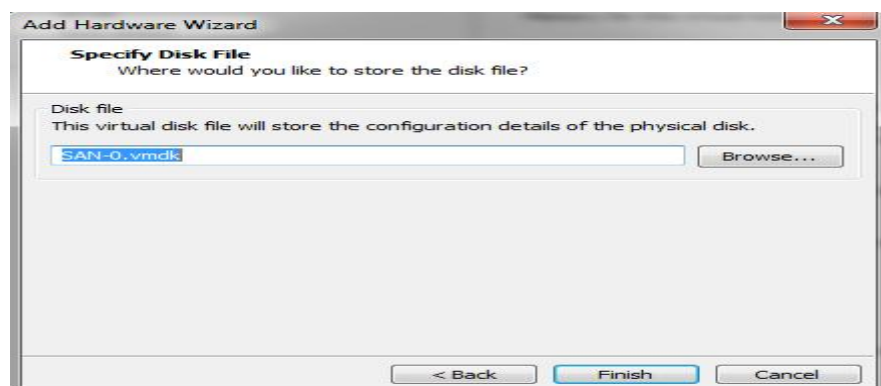 Add Hardware Wizard
Specify Disk File
Where would you like to store the disk file?
Disk file
This virtual disk file will store the configuration details of the physical disk.
SAN-0.vmdk
Browse...
< Back
Finish
Cancel